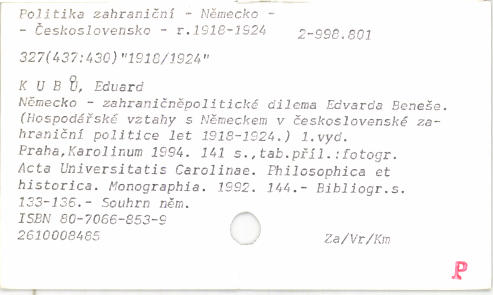 Politika zahraniční - Německo -
- Československo - r.1918-1924 2-998.801
327(437:430)"1918/1924"
K U B Ů, Eduard
Německo - zahraničněpolitické dilema Edvarda Beneše.
(Hospodářské vztahy s Německem v československé za-
hraniční politice let 1918-1924.) 1.vyd.
Praha,Karolinum 1994. 141 s.,tab.příl.:fotogr.
Acta Universitatis Carolinae. Philosophica et
historica. Monographia. 1992. 144.- Bibliogr.s.
133-136.- Souhrn něm.
ISBN 80-7066-853-9
2610008485 Za/Vr/Km
P